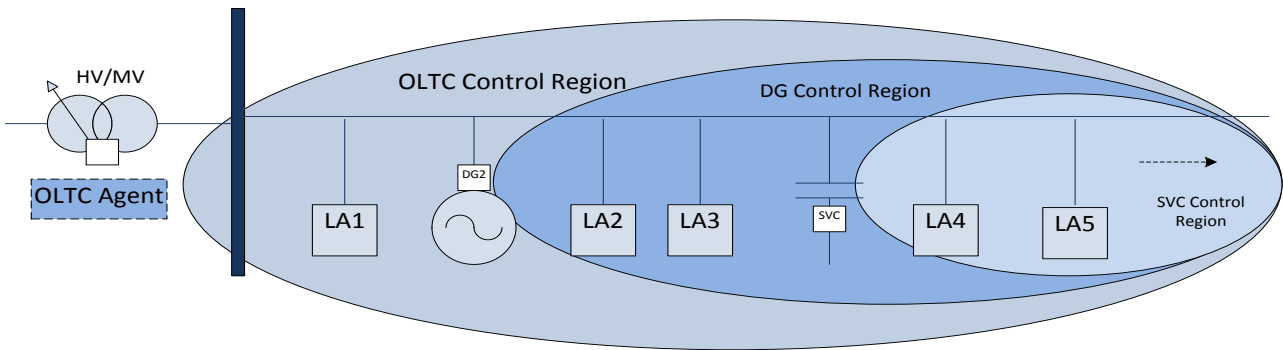 HV/MV
OLTC Agent
OLTC Control Region
DG Control Region
SVC Control
Region
LA1
DG2
LA2
LA3
SVC
LA4
LA5